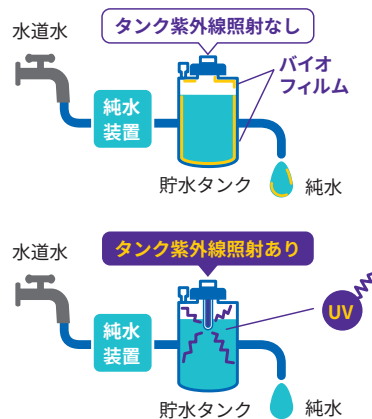 タンク紫外線照射なし
水道水
バイオ
フィルム
純水
装置
貯水タンク
純水
タンク紫外線照射あり
水道水
UV
純水
装置
貯水タンク
純水